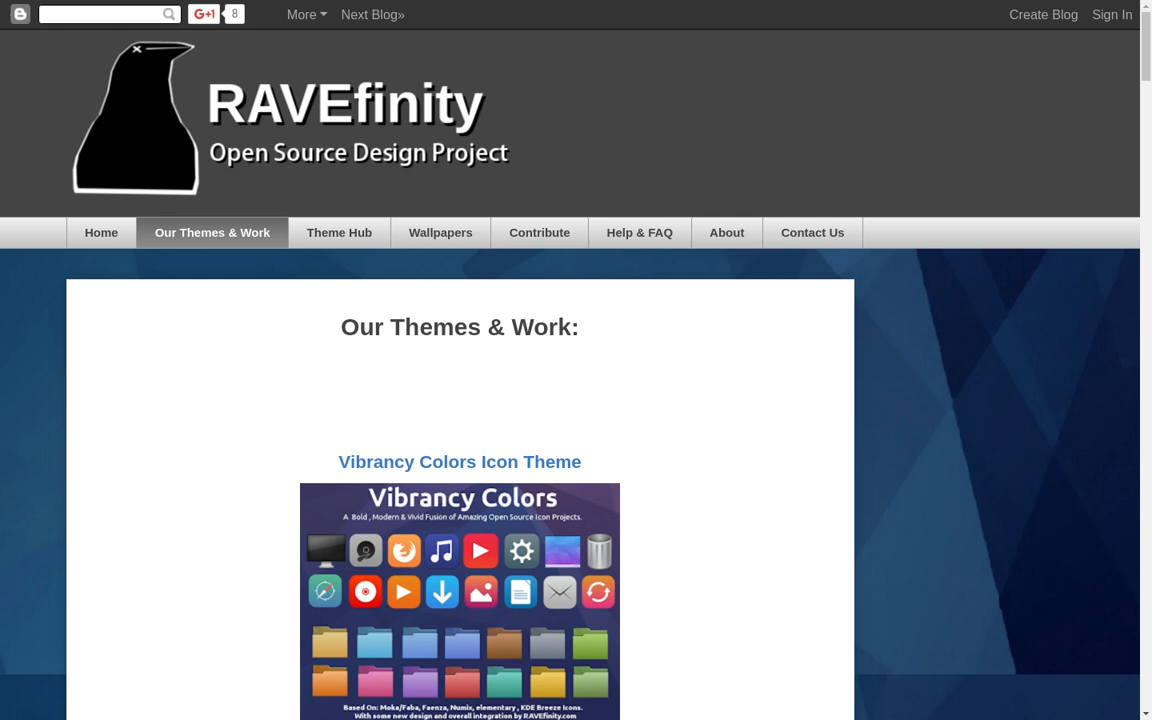 8
More
Next Blog»
Create Blog
Sign In
RAVEfinity
Open Source Design Project
Home
Our Themes & Work
Theme Hub
Wallpapers
Contribute
Help & FAQ
About
Contact Us
Our Themes & Work:
Vibrancy Colors Icon Theme
Vibrancy Colors
A Bold , Modern & Vivid Fusion of Amazing Open Source Icon Projects.
Based On: Moka/Faba, Faenza, Numix, elementary , KDE Breeze Icons.
With some new design and overall integration by RAVEfinity.com